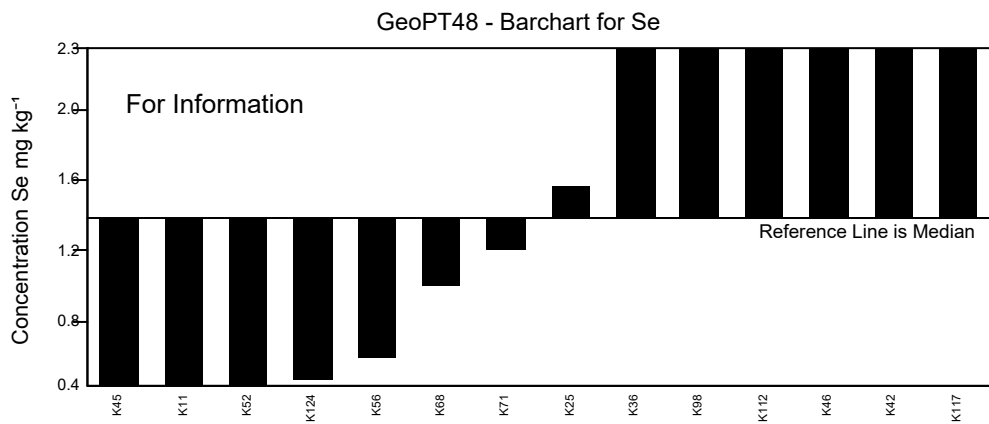 GeoPT48 - Barchart for Se
Concentration Se mg kg⁻¹
2.3
2.0
1.6
1.2
0.8
0.4
For Information
Reference Line is Median
K45 K11 K52 K124 K56 K68 K71 K25 K36 K98 K112 K46 K42 K117